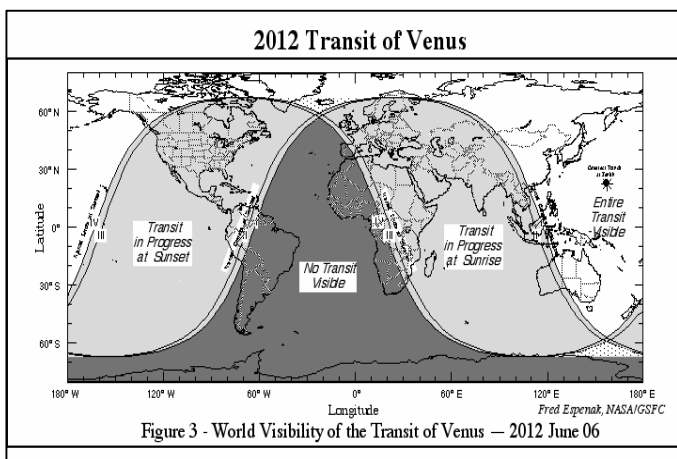 2012 Transit of Venus
60° N
30° N
0°
30° S
60° S
Latitude
Transit
in Progress
at Sunset
No Transit
Visible
Transit
in Progress
at Sunrise
Entire
Transit
Visible
180° W
120° W
60° W
0°
60° E
120° E
180° E
Longitude
Fred Espenak, NASA/GSFC
Figure 3 - World Visibility of the Transit of Venus — 2012 June 06